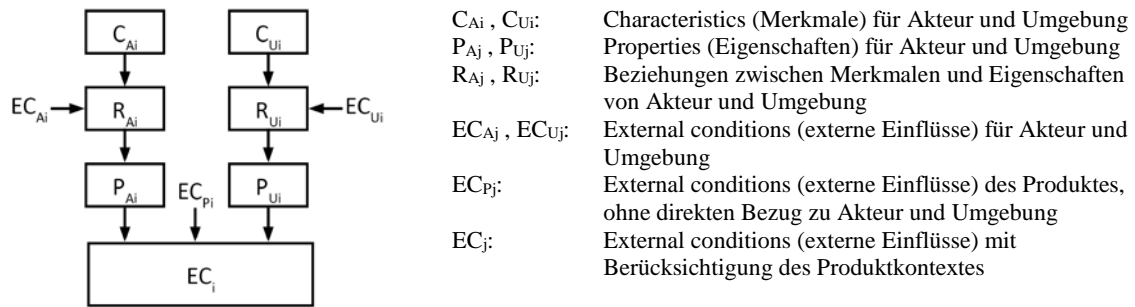 C_Ai
C_Ui
EC_Ai
R_Ai
R_Ui
EC_Ui
P_Ai
EC_Pi
P_Ui
EC_i
C_Ai , C_Ui: Characteristics (Merkmale) für Akteur und Umgebung
P_Aj , P_Uj: Properties (Eigenschaften) für Akteur und Umgebung
R_Aj , R_Uj: Beziehungen zwischen Merkmalen und Eigenschaften
von Akteur und Umgebung
EC_Aj , EC_Uj: External conditions (externe Einflüsse) für Akteur und
Umgebung
EC_Pj: External conditions (externe Einflüsse) des Produktes,
ohne direkten Bezug zu Akteur und Umgebung
EC_j: External conditions (externe Einflüsse) mit
Berücksichtigung des Produktkontextes